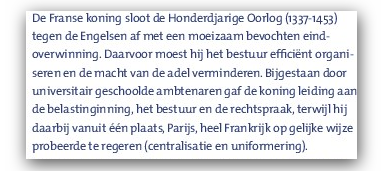 De Franse koning sloot de Honderdjarige Oorlog (1337-1453)
tegen de Engelsen af met een moeizaam bevochten eind-
overwinning. Daarvoor moest hij het bestuur efficiënt organi-
seren en de macht van de adel verminderen. Bijgestaan door
universitair geschoolde ambtenaren gaf de koning leiding aan
de belastinginning, het bestuur en de rechtspraak, terwijl hij
daarbij vanuit één plaats, Parijs, heel Frankrijk op gelijke wijze
probeerde te regeren (centralisatie en uniformering).